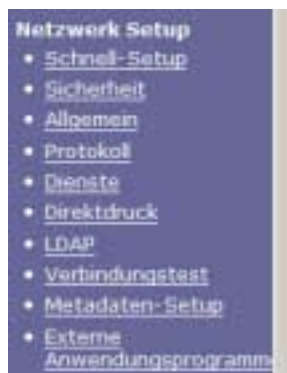 Netzwerk Setup
• Schnell-Setup
• Sicherheit
• Allgemein
• Protokoll
• Dienste
• Direktdruck
• LDAP
• Verbindungstest
• Metadaten-Setup
• Externe
Anwendungsprogramme